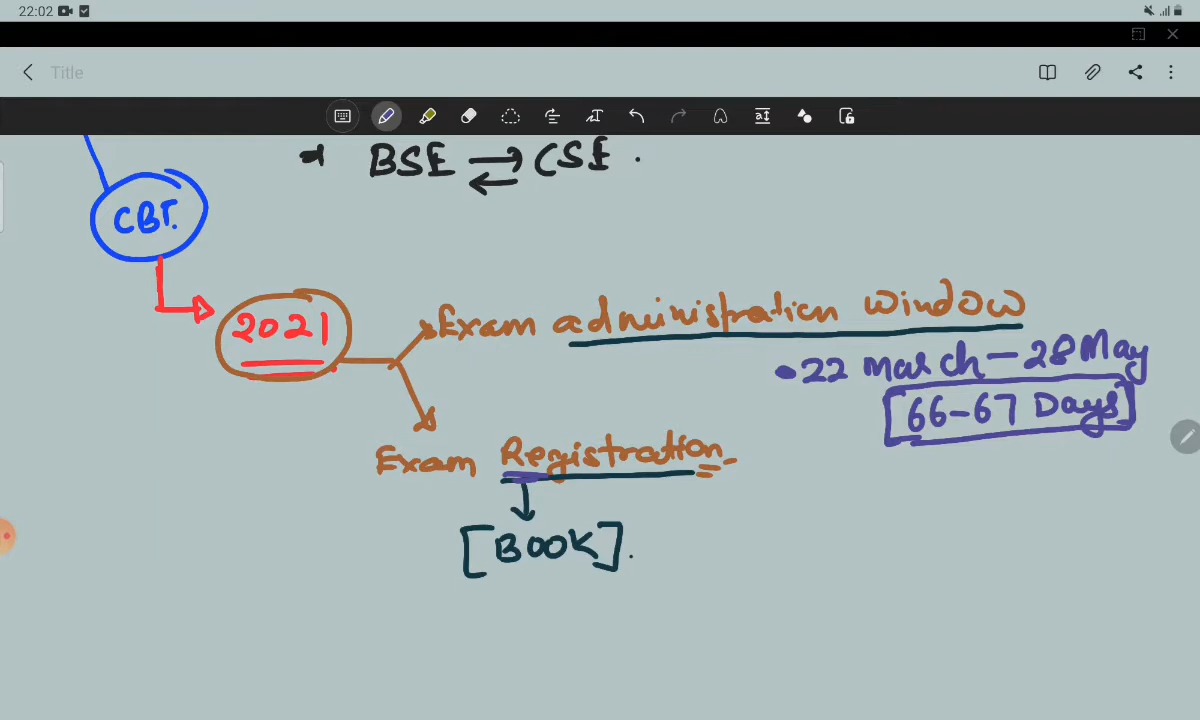 22:02
Title
⇒ BSE ⇄ CSE.
CBT.
2021
Exam administration window
• 22 march - 28 May
[66-67 Days]
Exam Registration
[BOOK].